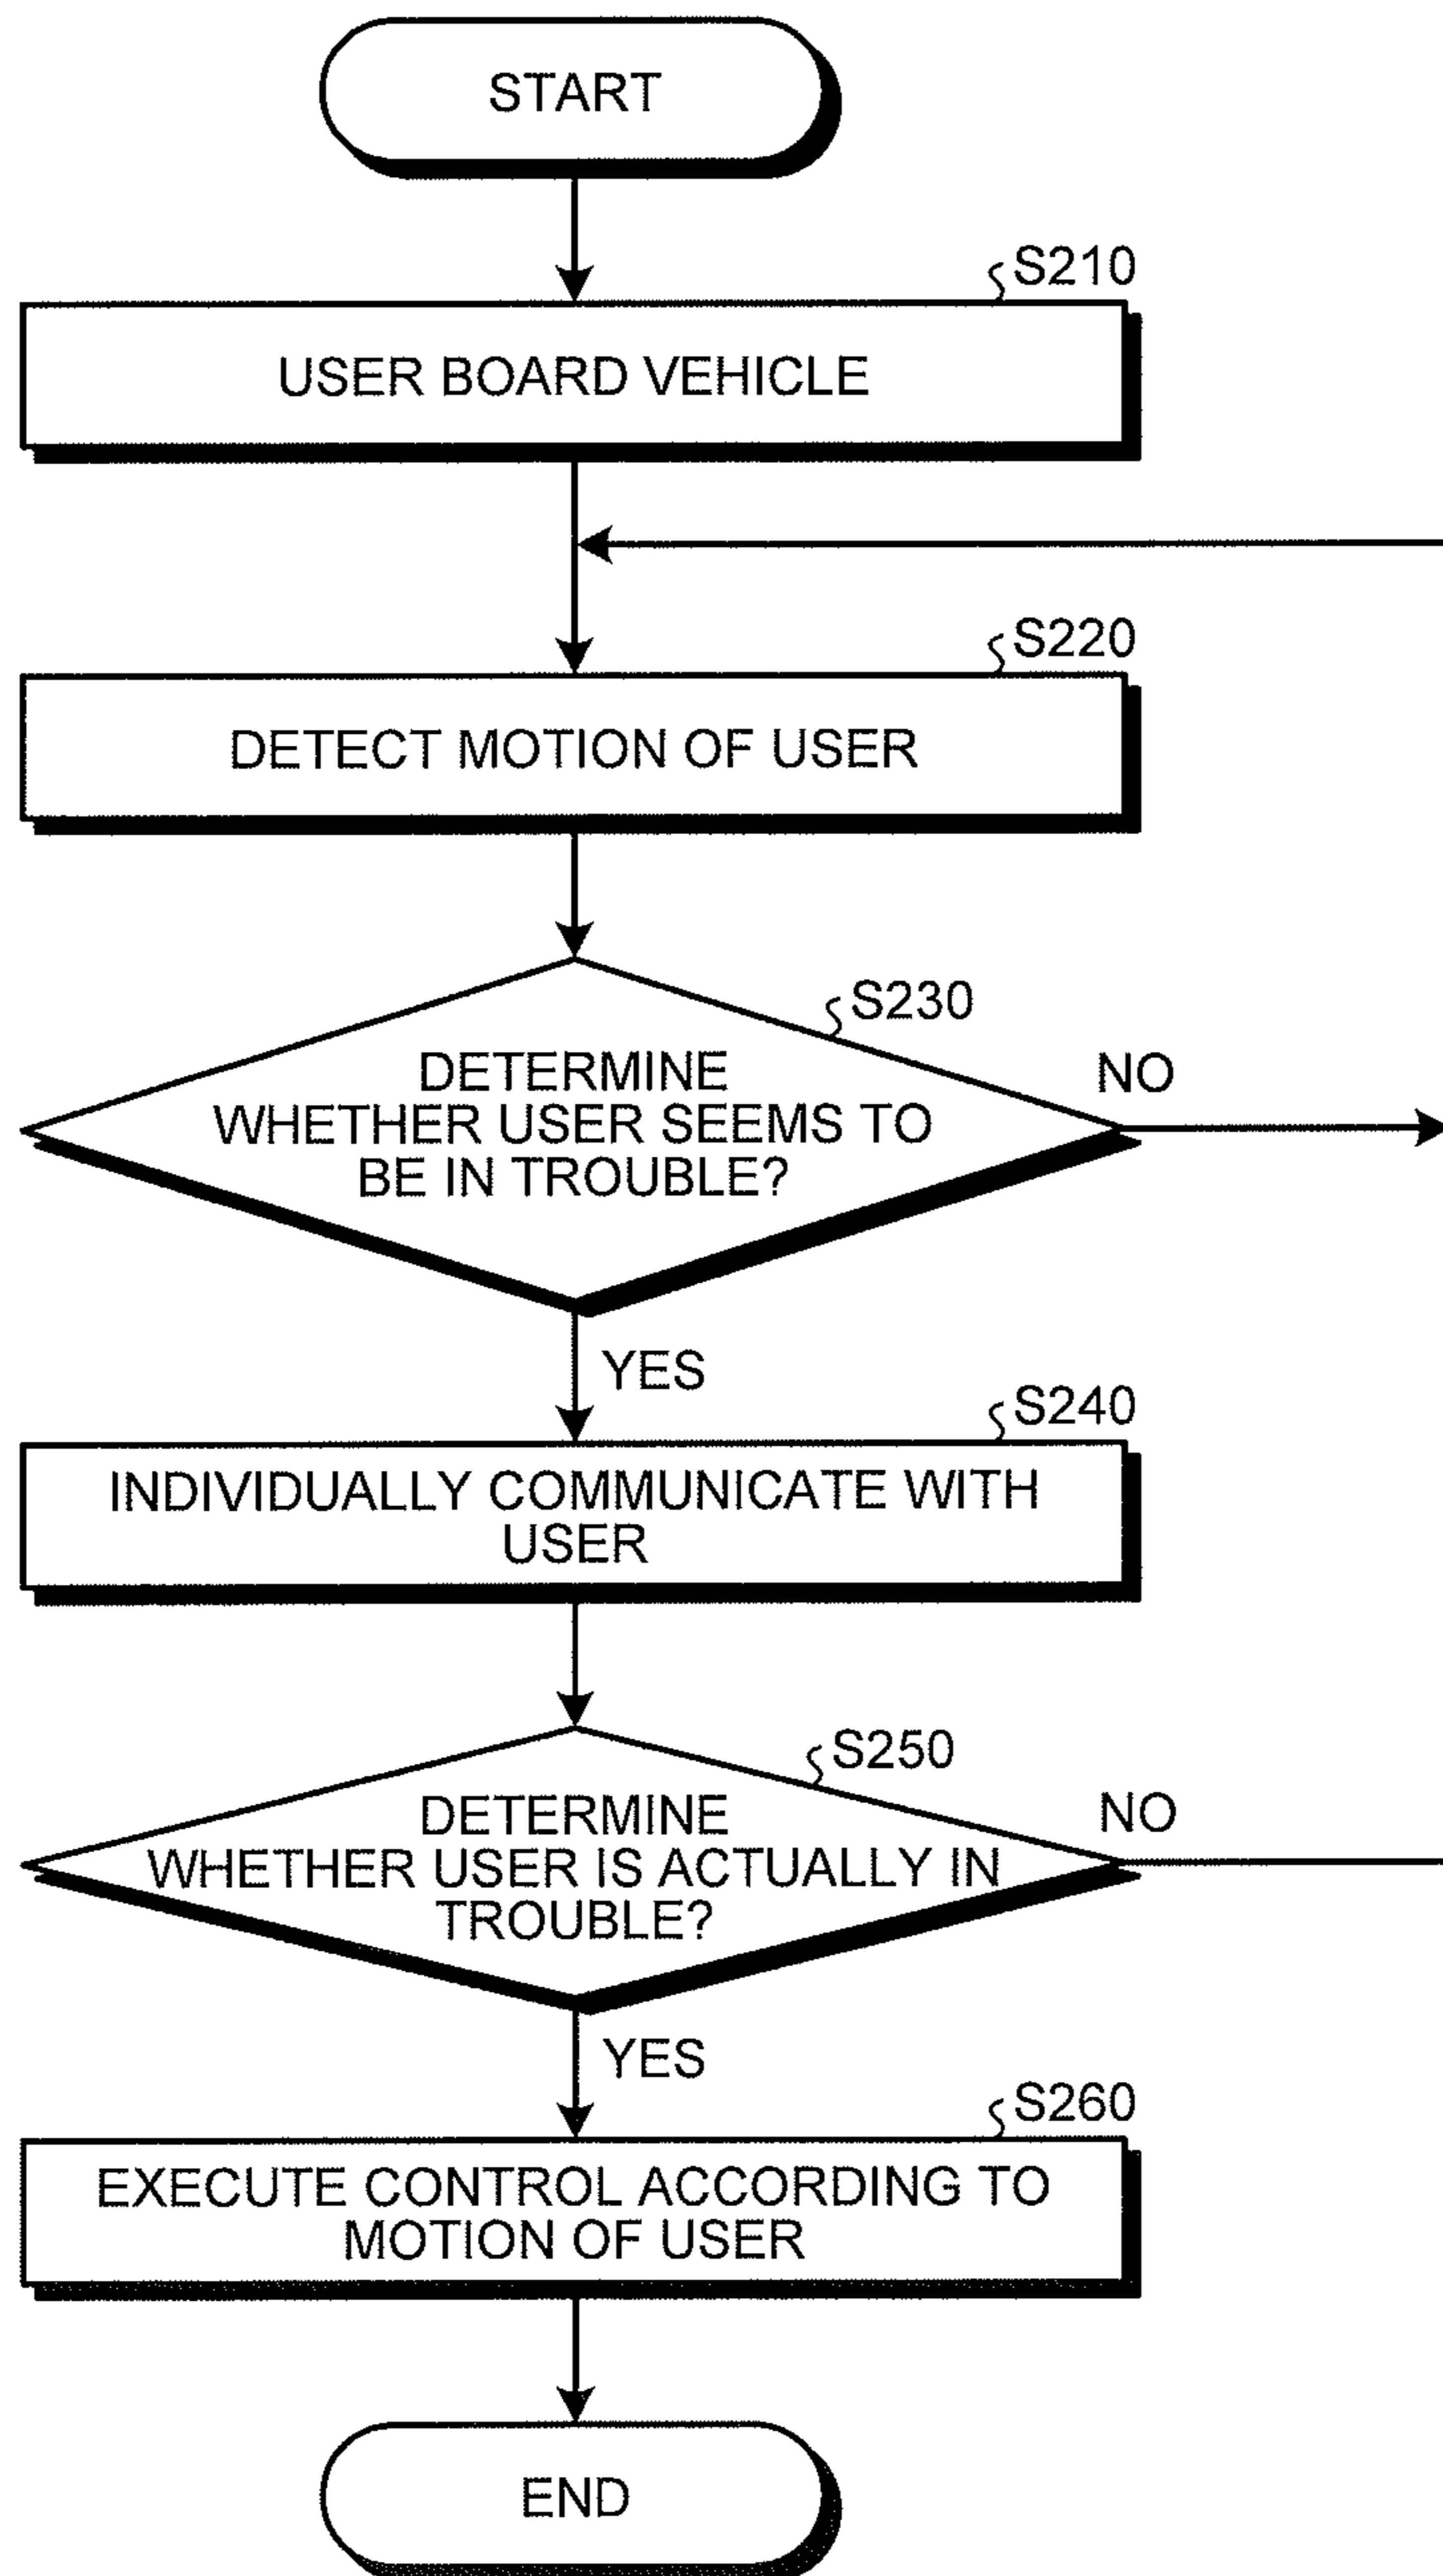 START
S210
USER BOARD VEHICLE
S220
DETECT MOTION OF USER
S230
DETERMINE
WHETHER USER SEEMS TO
BE IN TROUBLE?
NO
YES
S240
INDIVIDUALLY COMMUNICATE WITH
USER
S250
DETERMINE
WHETHER USER IS ACTUALLY IN
TROUBLE?
NO
YES
S260
EXECUTE CONTROL ACCORDING TO
MOTION OF USER
END